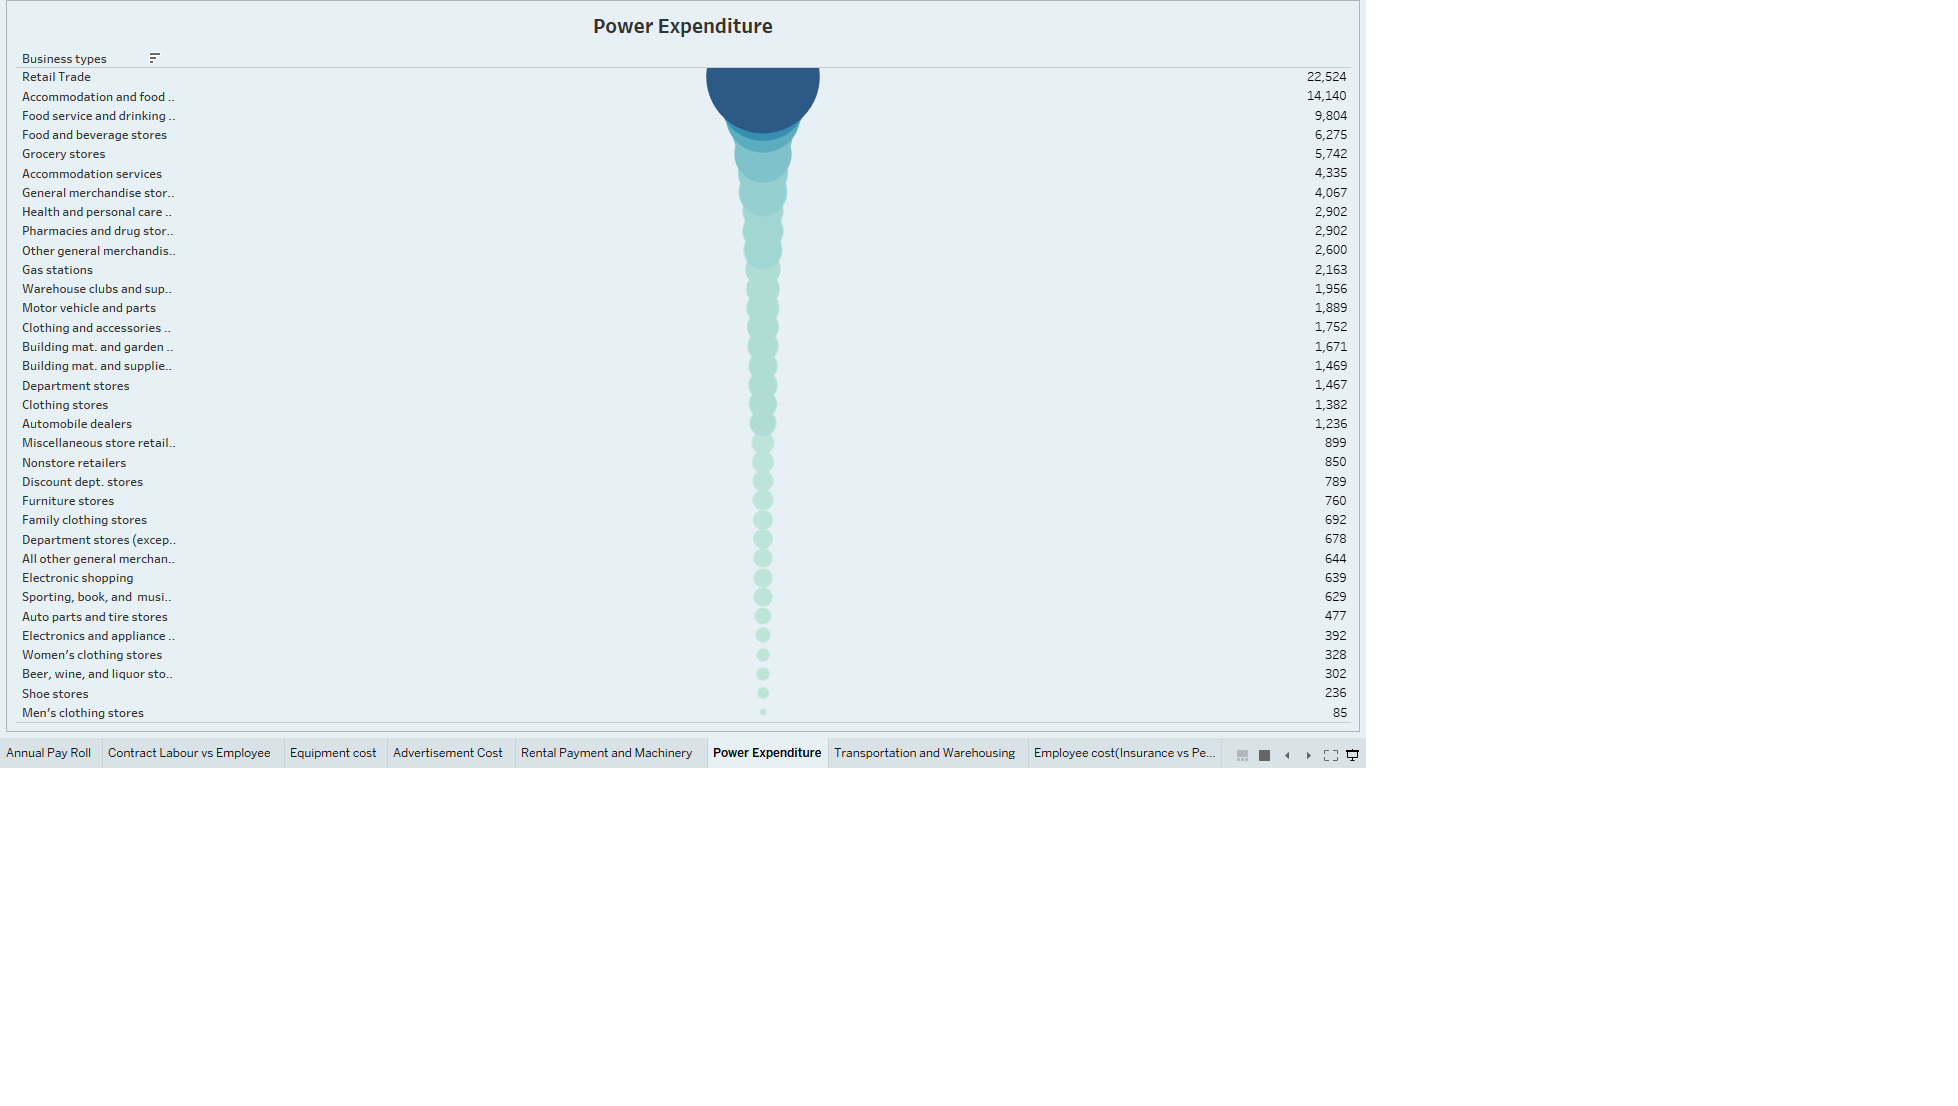 Power Expenditure
Business types
Retail Trade 22,524
Accommodation and food .. 14,140
Food service and drinking .. 9,804
Food and beverage stores 6,275
Grocery stores 5,742
Accommodation services 4,335
General merchandise stor.. 4,067
Health and personal care .. 2,902
Pharmacies and drug stor.. 2,902
Other general merchandis.. 2,600
Gas stations 2,163
Warehouse clubs and sup.. 1,956
Motor vehicle and parts 1,889
Clothing and accessories .. 1,752
Building mat. and garden .. 1,671
Building mat. and supplie.. 1,469
Department stores 1,467
Clothing stores 1,382
Automobile dealers 1,236
Miscellaneous store retail.. 899
Nonstore retailers 850
Discount dept. stores 789
Furniture stores 760
Family clothing stores 692
Department stores (excep.. 678
All other general merchan.. 644
Electronic shopping 639
Sporting, book, and  musi.. 629
Auto parts and tire stores 477
Electronics and appliance .. 392
Women’s clothing stores 328
Beer, wine, and liquor sto.. 302
Shoe stores 236
Men’s clothing stores 85
Annual Pay Roll Contract Labour vs Employee Equipment cost Advertisement Cost Rental Payment and Machinery Power Expenditure Transportation and Warehousing Employee cost(Insurance vs Pe...